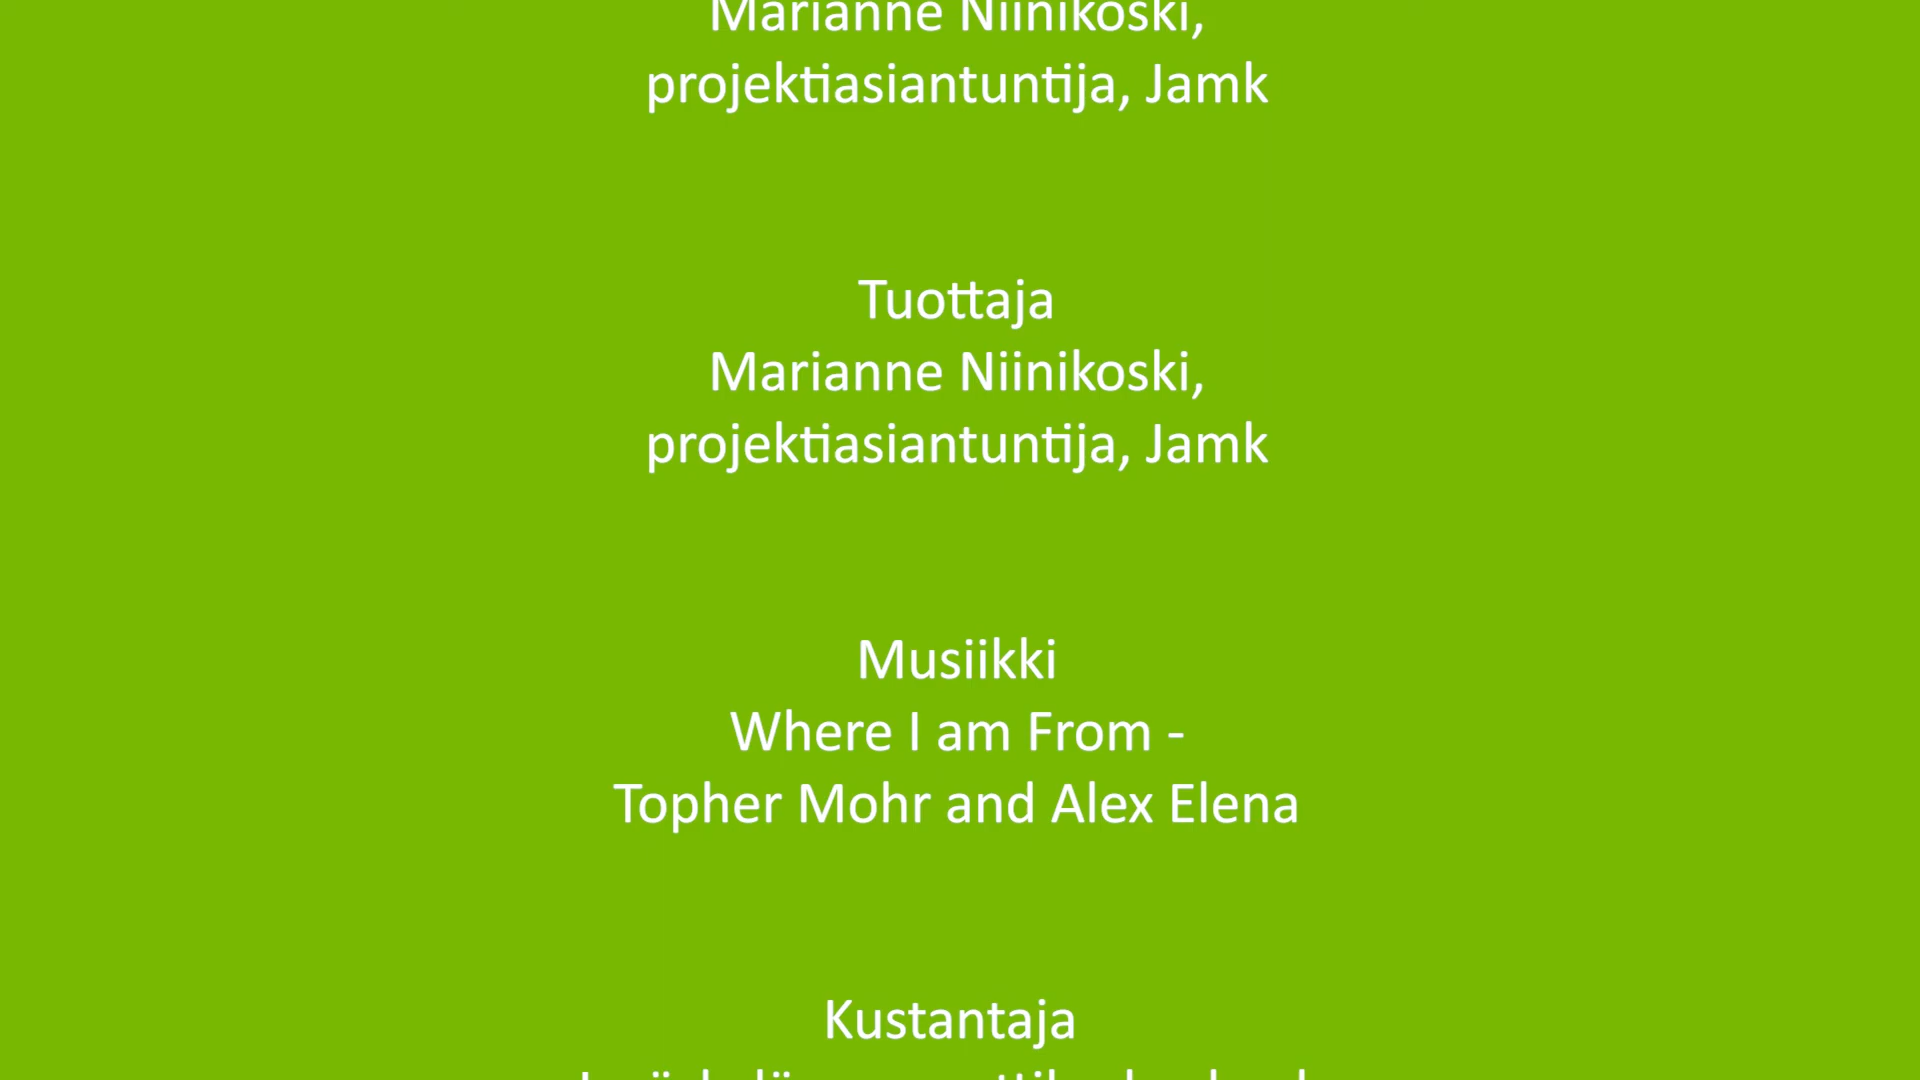 Marianne Niinikoski,
projektiasiantuntija, Jamk
Tuottaja
Marianne Niinikoski,
projektiasiantuntija, Jamk
Musiikki
Where I am From -
Topher Mohr and Alex Elena
Kustantaja